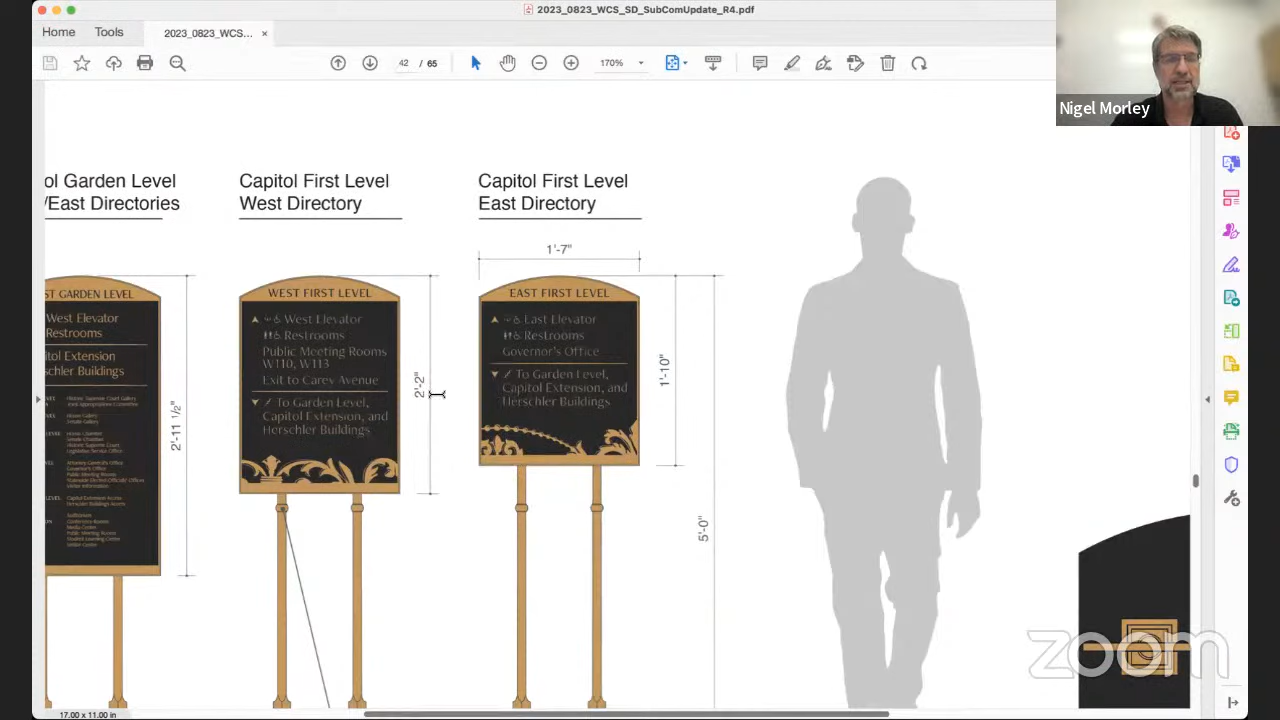 2023_0823_WCS_SD_SubComUpdate_R4.pdf
Home
Tools
2023_0823_WCS...
42 / 65
170%
Nigel Morley
ol Garden Level
/East Directories
Capitol First Level
West Directory
Capitol First Level
East Directory
1'-7"
ST GARDEN LEVEL
West Elevator
Restrooms
itol Extension
schler Buildings
2'-11 1/2"
WEST FIRST LEVEL
West Elevator
Restrooms
Public Meeting Rooms
W110, W113
Exit to Carey Avenue
To Garden Level,
Capitol Extension, and
Herschler Buildings
2'-2"
EAST FIRST LEVEL
East Elevator
Restrooms
Governor's Office
To Garden Level,
Capitol Extension, and
Herschler Buildings
1'-10"
5'-0"
zoom
17.00 x 11.00 in